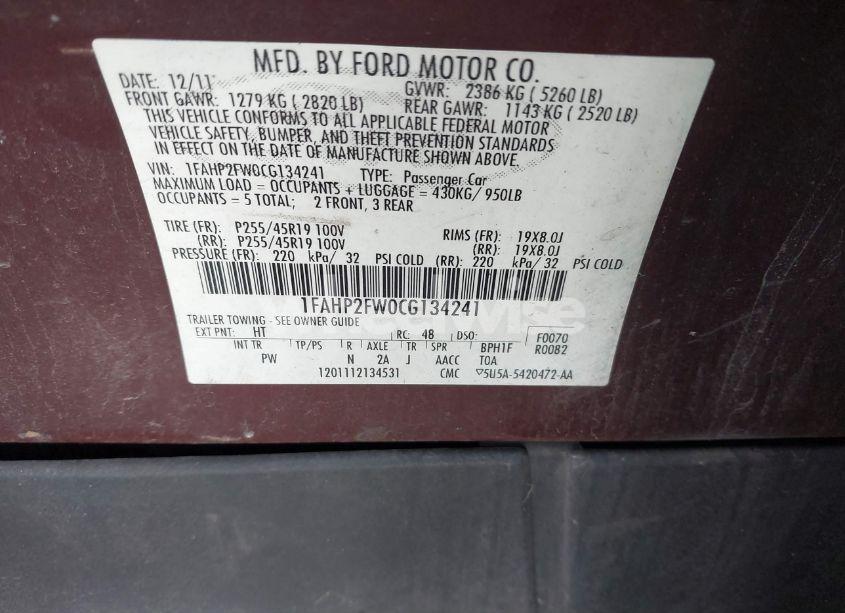 MFD. BY FORD MOTOR CO.
DATE: 12/11 GVWR: 2386 KG ( 5260 LB)
FRONT GAWR: 1279 KG ( 2820 LB) REAR GAWR: 1143 KG ( 2520 LB)
THIS VEHICLE CONFORMS TO ALL APPLICABLE FEDERAL MOTOR
VEHICLE SAFETY, BUMPER, AND THEFT PREVENTION STANDARDS
IN EFFECT ON THE DATE OF MANUFACTURE SHOWN ABOVE.
VIN: 1FAHP2FW0CG134241 TYPE: Passenger Car
MAXIMUM LOAD = OCCUPANTS + LUGGAGE = 430KG/ 950LB
OCCUPANTS = 5 TOTAL; 2 FRONT, 3 REAR
TIRE (FR): P255/45R19 100V RIMS (FR): 19X8.0J
(RR): P255/45R19 100V (RR): 19X8.0J
PRESSURE (FR): 220 kPa/ 32 PSI COLD (RR): 220 kPa/ 32 PSI COLD
1FAHP2FW0CG134241
TRAILER TOWING - SEE OWNER GUIDE
EXT PNT: HT RC: 48 DSO: F0070
INT TR TP/PS R AXLE TR SPR BPH1F R0082
PW N 2A J AACC TOA
1201112134531 CMC ▽5U5A-5420472-AA